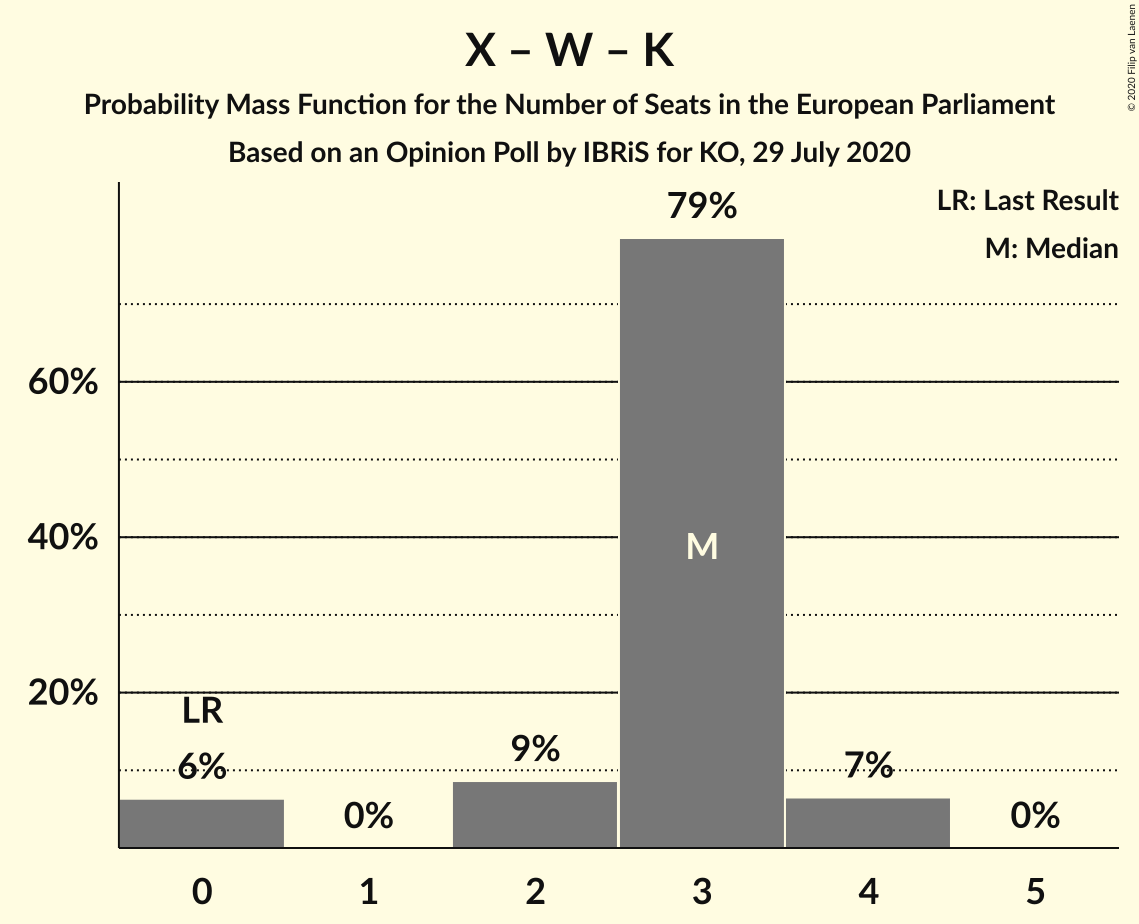 X – W – K
Probability Mass Function for the Number of Seats in the European Parliament
Based on an Opinion Poll by IBRiS for KO, 29 July 2020
© 2020 Filip van Laenen
LR: Last Result
M: Median
79%
60%
40%
M
20%
LR
6%
0%
9%
7%
0%
0
1
2
3
4
5